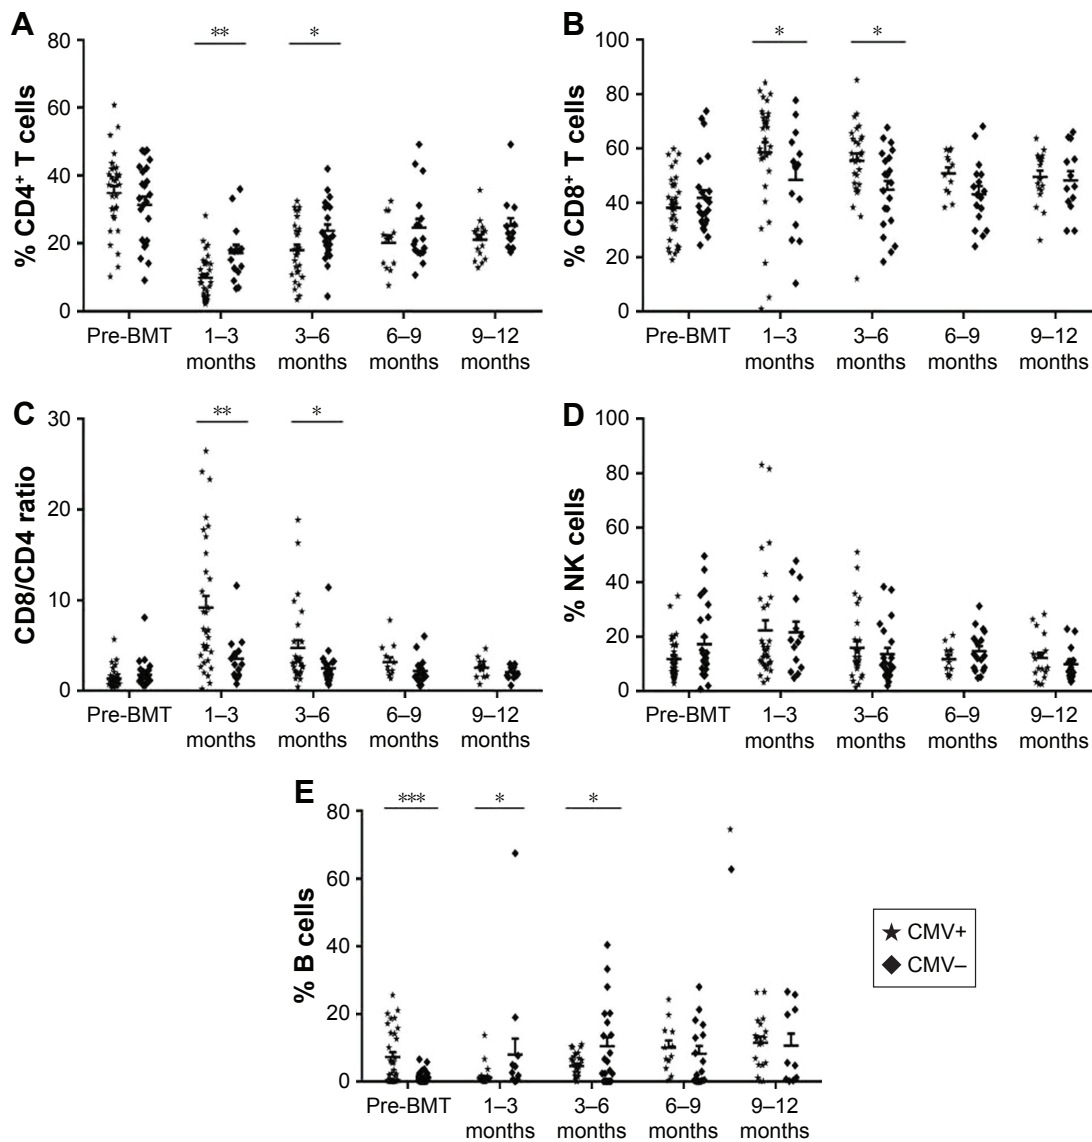 A
B
** *
* *
80
60
40
20
0
% CD4⁺ T cells
Pre-BMT 1–3 3–6 6–9 9–12
months months months months
100
80
60
40
20
0
% CD8⁺ T cells
Pre-BMT 1–3 3–6 6–9 9–12
months months months months
C
D
** *
30
20
10
0
CD8/CD4 ratio
Pre-BMT 1–3 3–6 6–9 9–12
months months months months
100
80
60
40
20
0
% NK cells
Pre-BMT 1–3 3–6 6–9 9–12
months months months months
E
*** * *
80
60
40
20
0
% B cells
Pre-BMT 1–3 3–6 6–9 9–12
months months months months
CMV+
CMV–